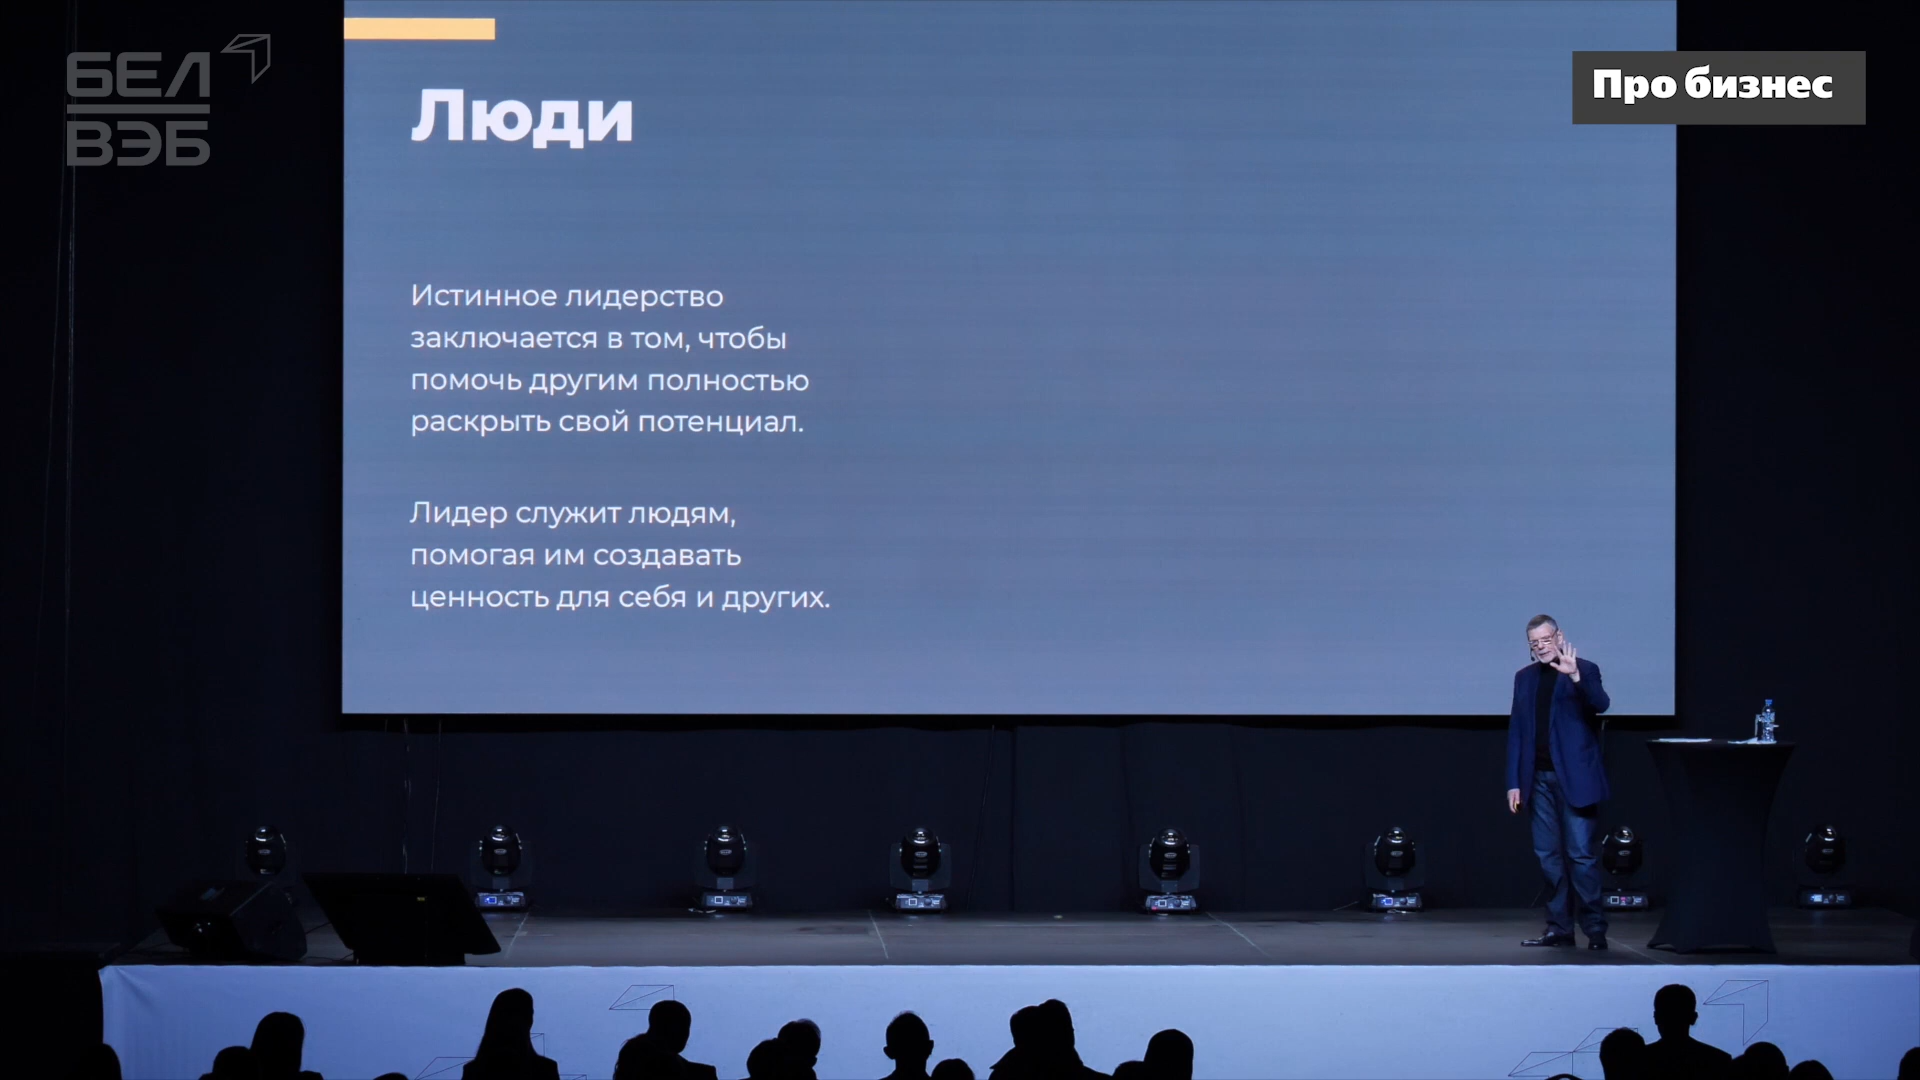 БЕЛ
ВЭБ
Про бизнес
Люди
Истинное лидерство
заключается в том, чтобы
помочь другим полностью
раскрыть свой потенциал.
Лидер служит людям,
помогая им создавать
ценность для себя и других.